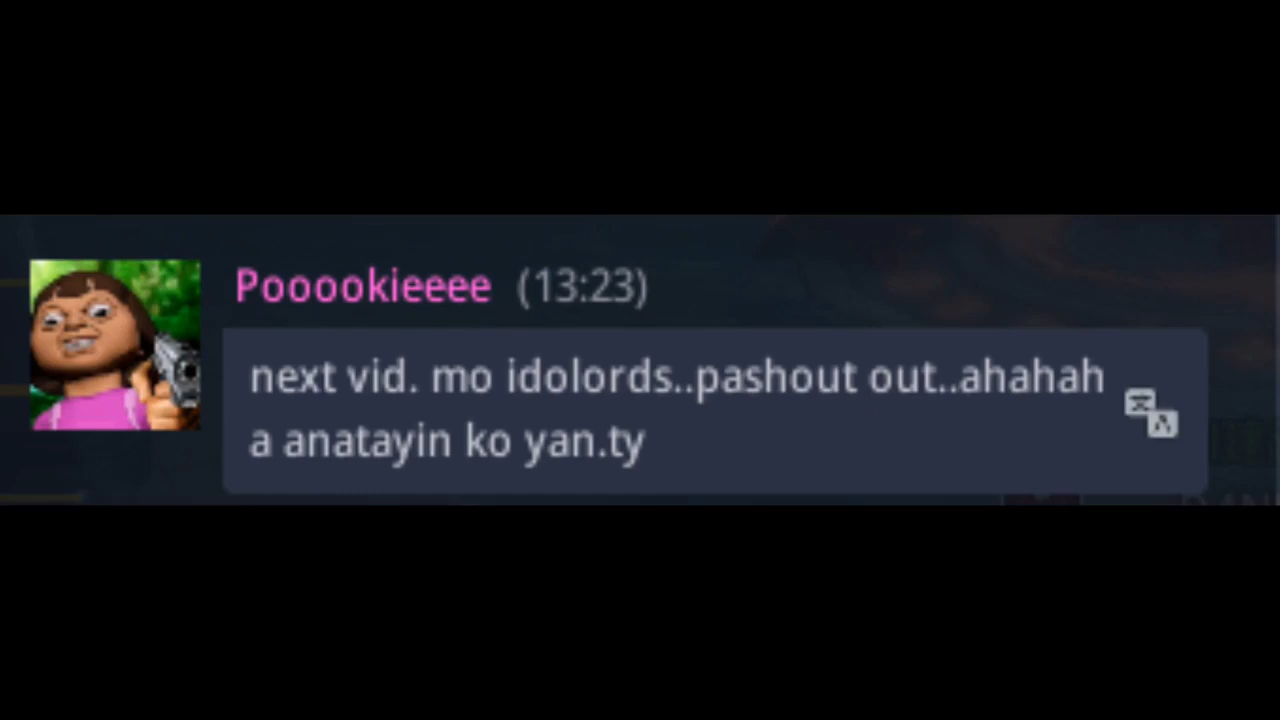 Pooookieeee (13:23)
next vid. mo idolords..pashout out..ahahah
a anatayin ko yan.ty